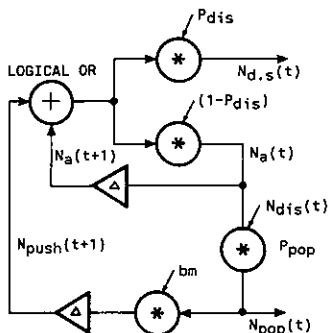 Pdis
*
Nd,s(t)
LOGICAL OR
+
(1-Pdis)
*
Na(t+1)
Na(t)
Δ
Ndis(t)
Npush(t+1)
*
Ppop
bm
Δ
*
Npop(t)